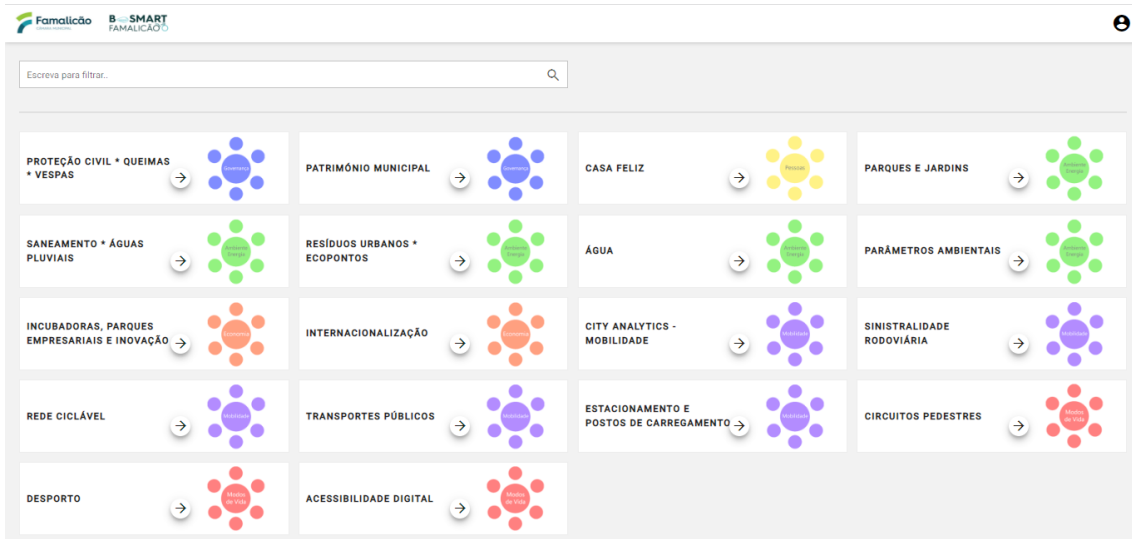 Famalicão
B SMART
FAMALICÃO
Escreva para filtrar..
PROTEÇÃO CIVIL * QUEIMAS
* VESPAS
Governança
PATRIMÓNIO MUNICIPAL
Governança
CASA FELIZ
Pessoas
PARQUES E JARDINS
Ambiente
Energia
SANEAMENTO * ÁGUAS
PLUVIAIS
Ambiente
Energia
RESÍDUOS URBANOS *
ECOPONTOS
Ambiente
Energia
ÁGUA
Ambiente
Energia
PARÂMETROS AMBIENTAIS
Ambiente
Energia
INCUBADORAS, PARQUES
EMPRESARIAIS E INOVAÇÃO
Economia
INTERNACIONALIZAÇÃO
Economia
CITY ANALYTICS -
MOBILIDADE
Mobilidade
SINISTRALIDADE
RODOVIÁRIA
Mobilidade
REDE CICLÁVEL
Mobilidade
TRANSPORTES PÚBLICOS
Mobilidade
ESTACIONAMENTO E
POSTOS DE CARREGAMENTO
Mobilidade
CIRCUITOS PEDESTRES
Modos
de Vida
DESPORTO
Modos
de Vida
ACESSIBILIDADE DIGITAL
Modos
de Vida